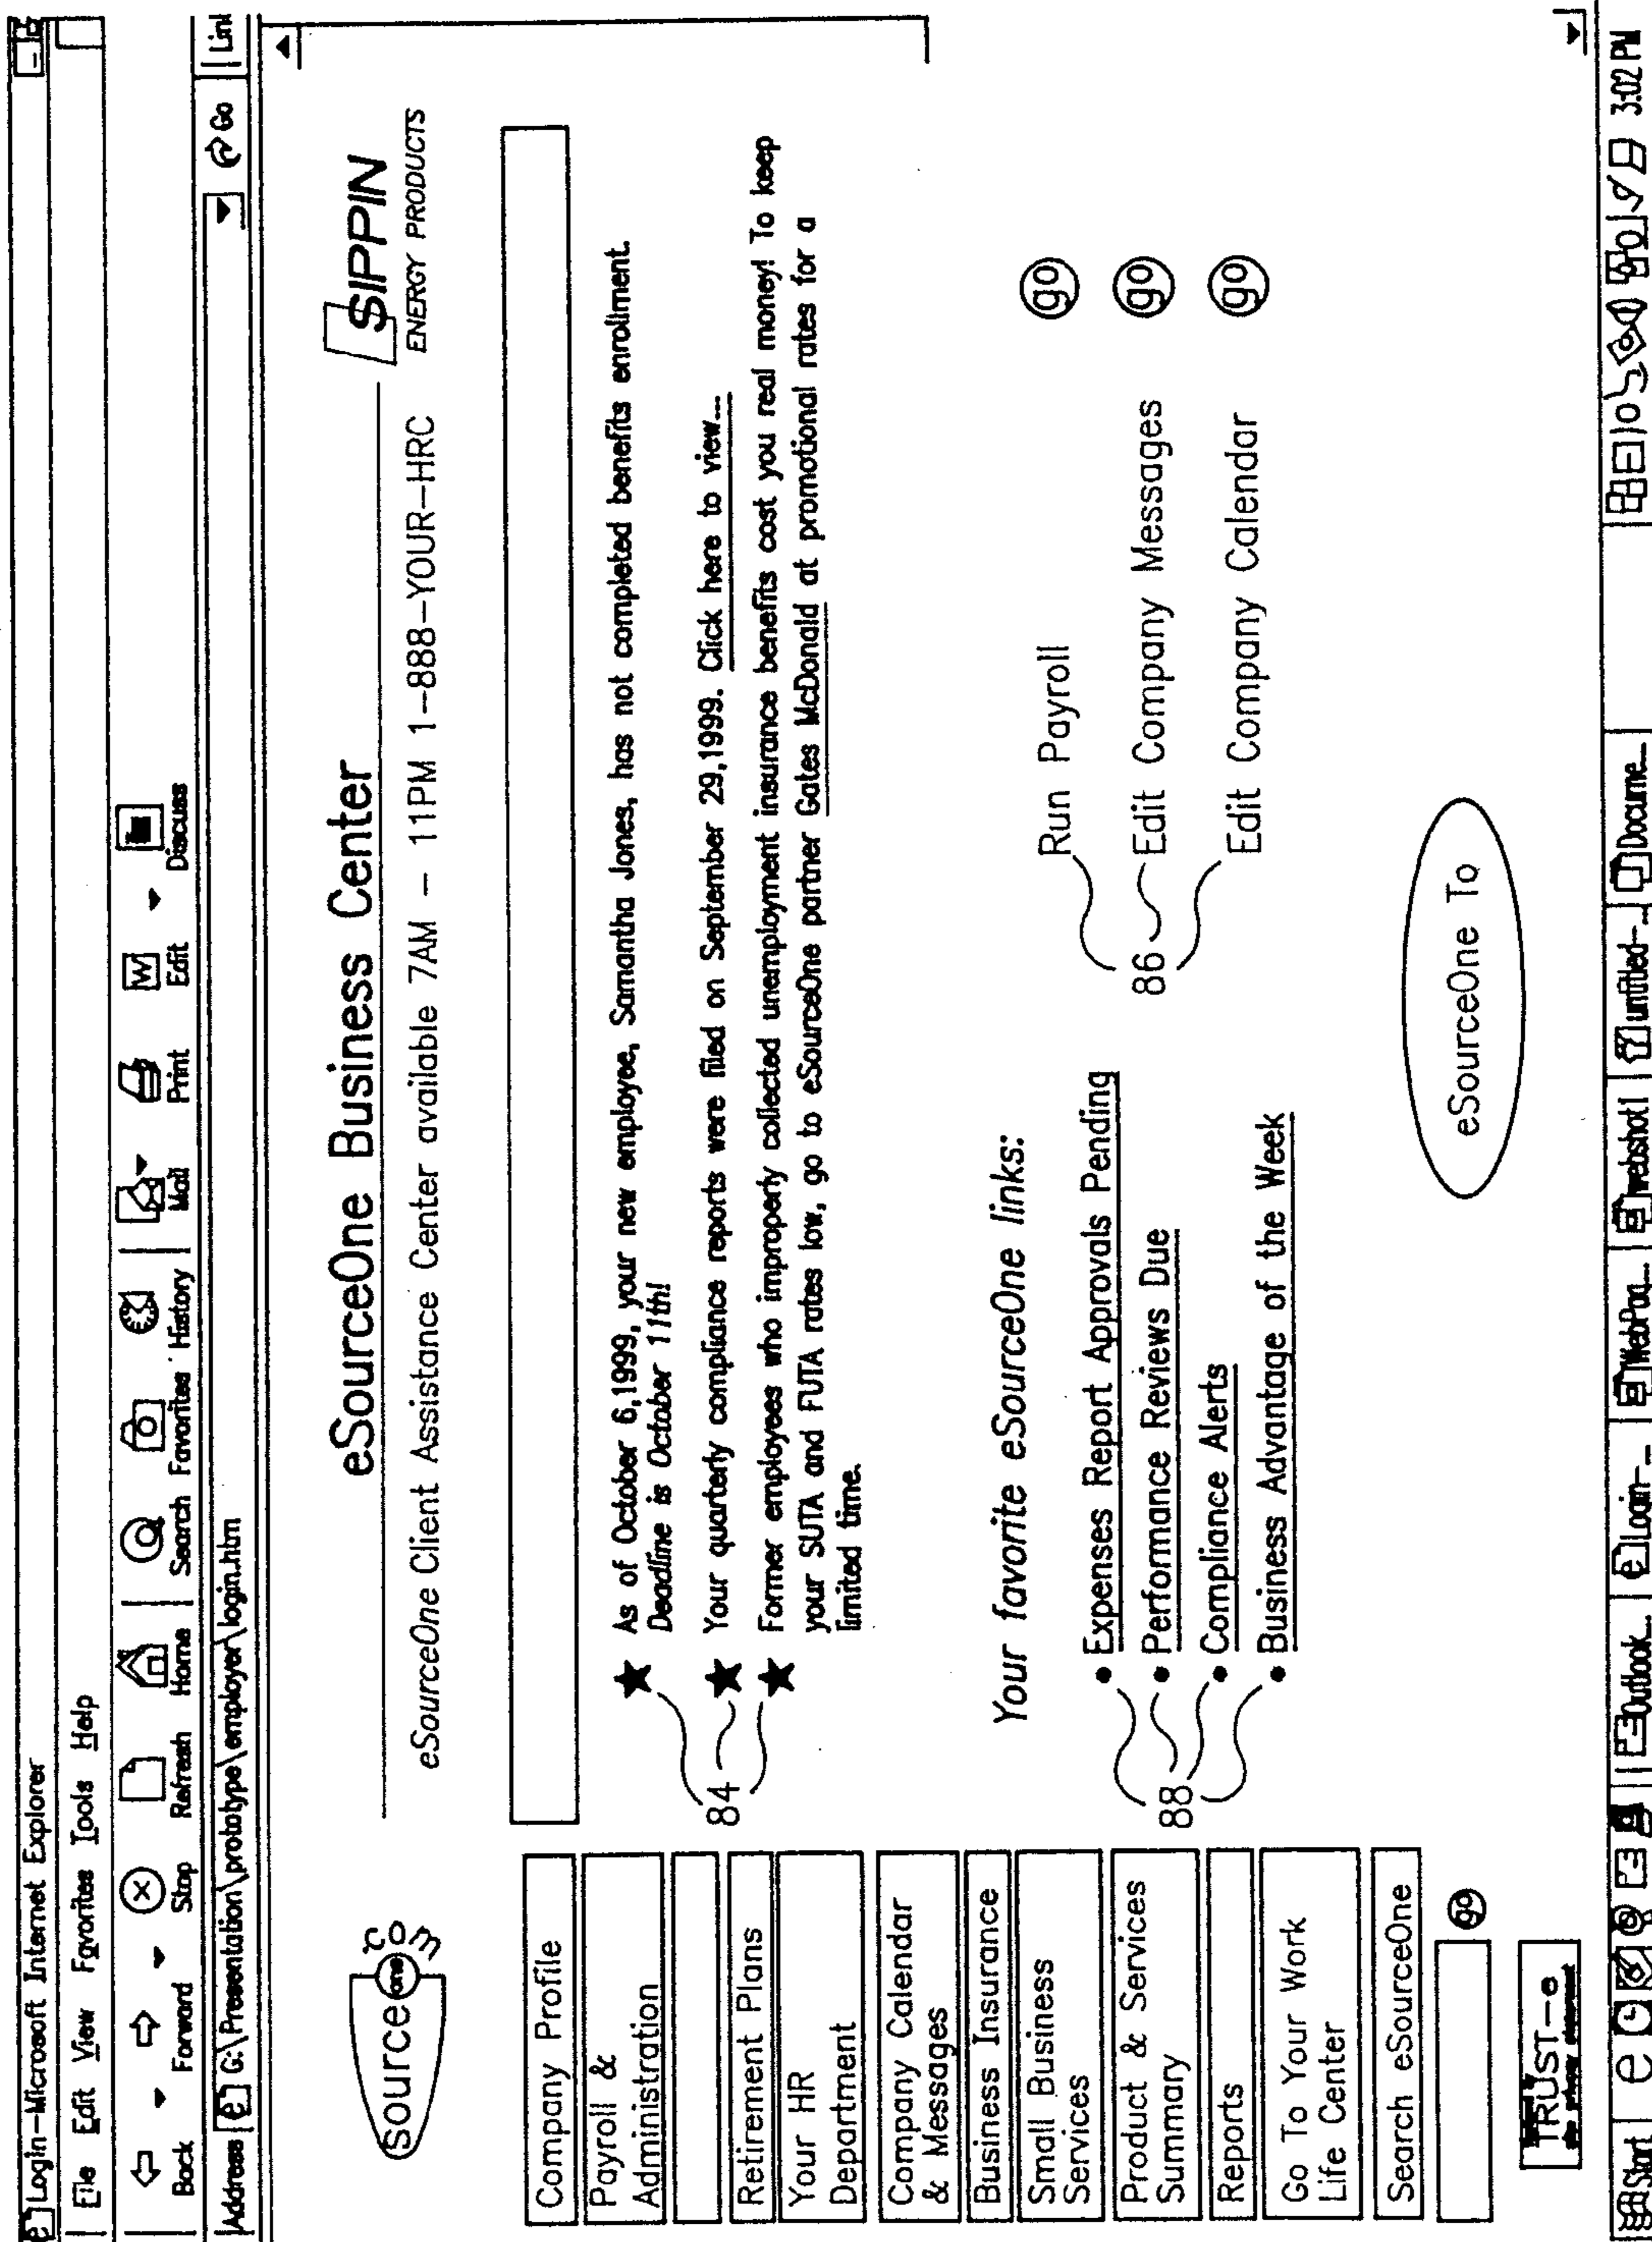 Login-Microsoft Internet Explorer
File Edit View Favorites Tools Help
Back Forward Stop Refresh Home Search Favorites History Mail Print Edit Discuss
Address G:\Presentation\prototype\employer\login.htm Go Link
source one com
eSourceOne Business Center
SIPPIN
ENERGY PRODUCTS
eSourceOne Client Assistance Center available 7AM - 11PM 1-888-YOUR-HRC
Company Profile
Payroll &
Administration
Retirement Plans
Your HR
Department
Company Calendar
& Messages
Business Insurance
Small Business
Services
Product & Services
Summary
Reports
Go To Your Work
Life Center
Search eSourceOne
go
TRUST-e
84
★ As of October 6,1999, your new employee, Samantha Jones, has not completed benefits enrollment.
Deadline is October 11th!
★ Your quarterly compliance reports were filed on September 29,1999. Click here to view...
★ Former employees who improperly collected unemployment insurance benefits cost you real money! To keep
your SUTA and FUTA rates low, go to eSourceOne partner Gates McDonald at promotional rates for a
limited time.
Your favorite eSourceOne links:
88
• Expenses Report Approvals Pending
• Performance Reviews Due
• Compliance Alerts
• Business Advantage of the Week
86
Run Payroll go
Edit Company Messages go
Edit Company Calendar go
eSourceOne To
Start Outlook... Login-... WebPag... webshot1 untitled-... Docume... 3:02 PM